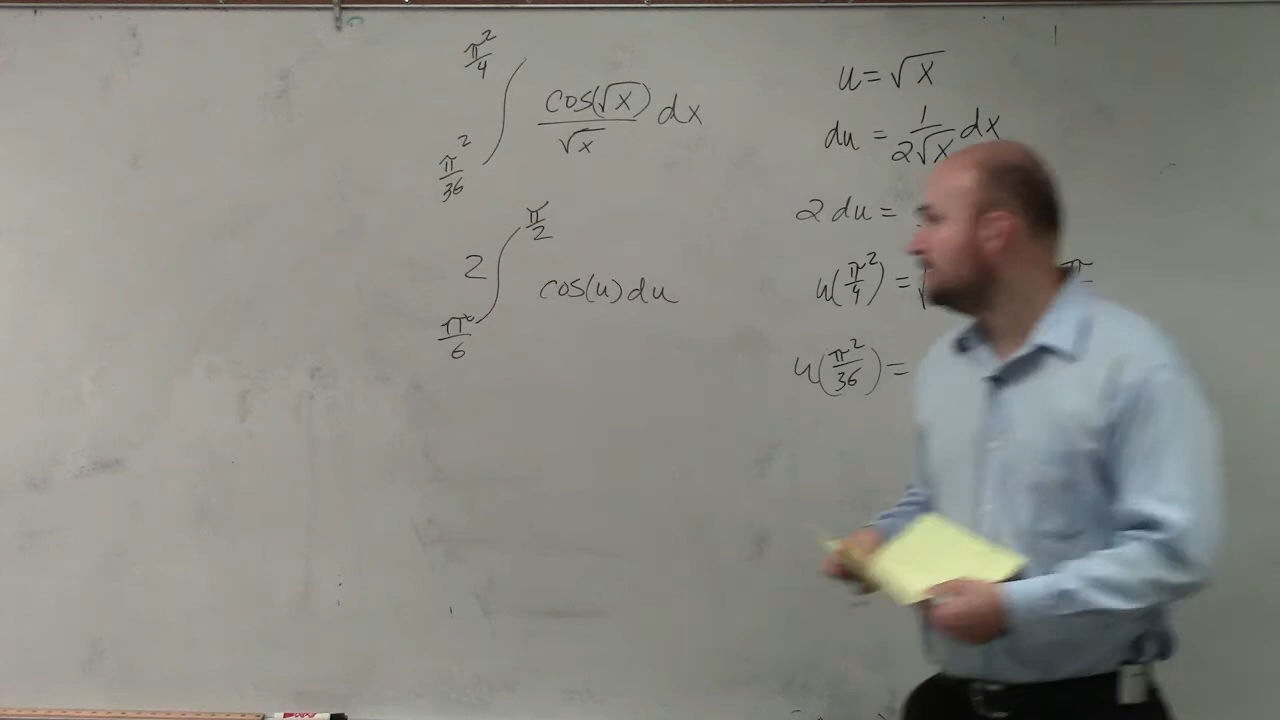 π²/4 ∫ π²/36 cos(√x)/√x dx
2 ∫ π/2 π/6 cos(u) du
u = √x
du = 1/2√x dx
2 du =
u(π²/4) = √ π
u(π²/36) =